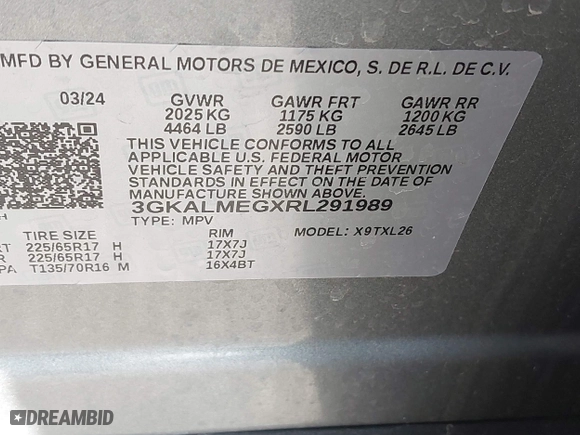 MFD BY GENERAL MOTORS DE MEXICO, S. DE R.L. DE C.V.
03/24 GVWR GAWR FRT GAWR RR
2025 KG 1175 KG 1200 KG
4464 LB 2590 LB 2645 LB
THIS VEHICLE CONFORMS TO ALL
APPLICABLE U.S. FEDERAL MOTOR
VEHICLE SAFETY AND THEFT PREVENTION
STANDARDS IN EFFECT ON THE DATE OF
MANUFACTURE SHOWN ABOVE.
3GKALMEGXRL291989
TYPE: MPV MODEL: X9TXL26
TIRE SIZE RIM
RT 225/65R17 H 17X7J
R 225/65R17 H 17X7J
PA T135/70R16 M 16X4BT
DREAMBID